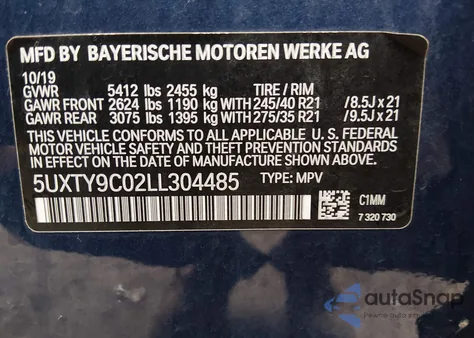 MFD BY BAYERISCHE MOTOREN WERKE AG
10/19
GVWR 5412 lbs 2455 kg TIRE / RIM
GAWR FRONT 2624 lbs 1190 kg WITH 245/40 R21 /8.5J x 21
GAWR REAR 3075 lbs 1395 kg WITH 275/35 R21 /9.5J x 21
THIS VEHICLE CONFORMS TO ALL APPLICABLE U. S. FEDERAL
MOTOR VEHICLE SAFETY AND THEFT PREVENTION STANDARDS
IN EFFECT ON THE DATE OF MANUFACTURE SHOWN ABOVE.
5UXTY9C02LL304485 TYPE: MPV
C1MM
7 320 730
autoSnap